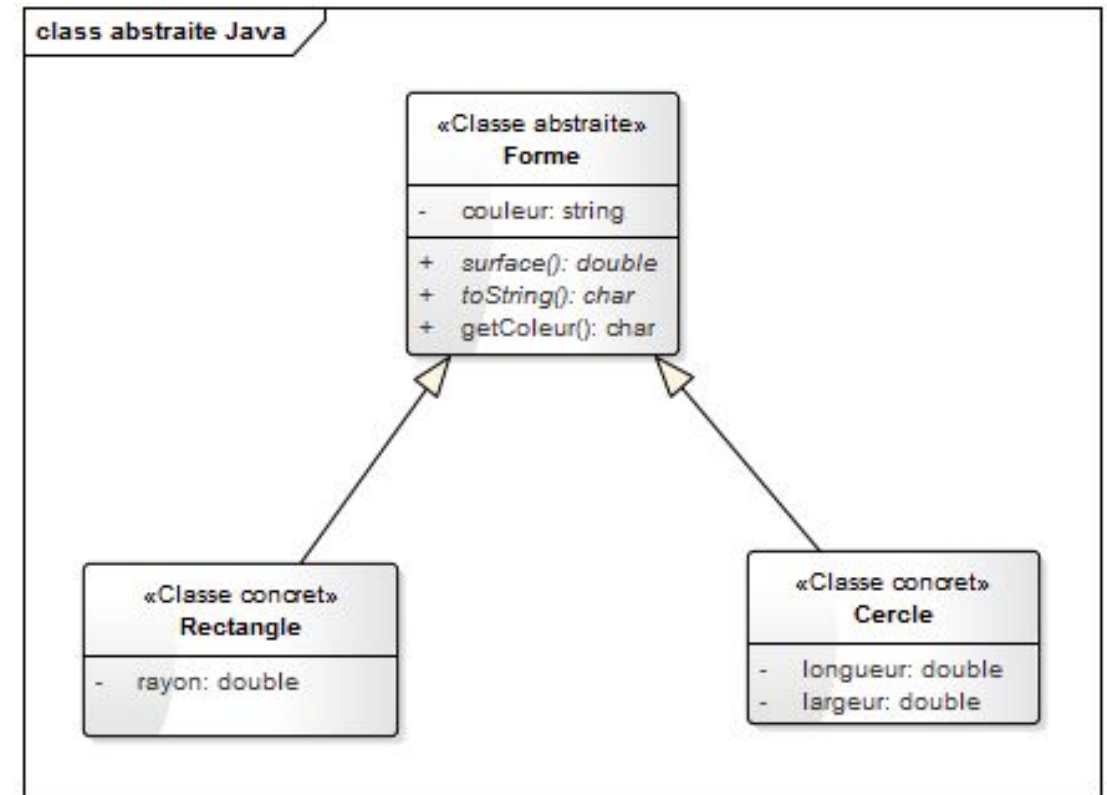 class abstraite Java
«Classe abstraite»
Forme
- couleur: string
+ surface(): double
+ toString(): char
+ getColeur(): char
«Classe concret»
Rectangle
- rayon: double
«Classe concret»
Cercle
- longueur: double
- largeur: double